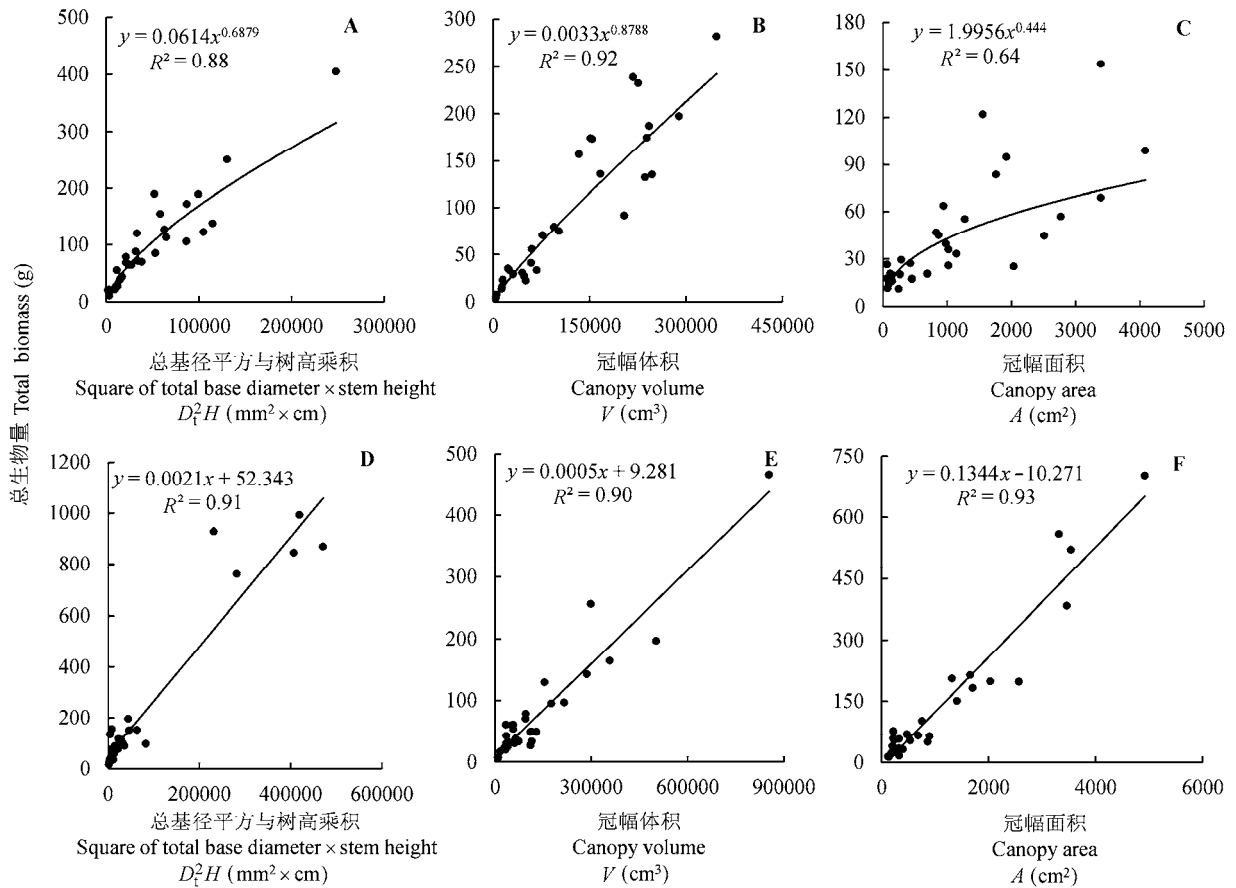 总生物量 Total biomass (g)
A
y = 0.0614x^0.6879
R² = 0.88
500
400
300
200
100
0
0 100000 200000 300000
总基径平方与树高乘积
Square of total base diameter × stem height
D_t^2H (mm² × cm)
B
y = 0.0033x^0.8788
R² = 0.92
300
250
200
150
100
50
0
0 150000 300000 450000
冠幅体积
Canopy volume
V (cm³)
C
y = 1.9956x^0.444
R² = 0.64
180
150
120
90
60
30
0
0 1000 2000 3000 4000 5000
冠幅面积
Canopy area
A (cm²)
D
y = 0.0021x + 52.343
R² = 0.91
1200
1000
800
600
400
200
0
0 200000 400000 600000
总基径平方与树高乘积
Square of total base diameter × stem height
D_t^2H (mm² × cm)
E
y = 0.0005x + 9.281
R² = 0.90
500
400
300
200
100
0
0 300000 600000 900000
冠幅体积
Canopy volume
V (cm³)
F
y = 0.1344x − 10.271
R² = 0.93
750
600
450
300
150
0
0 2000 4000 6000
冠幅面积
Canopy area
A (cm²)